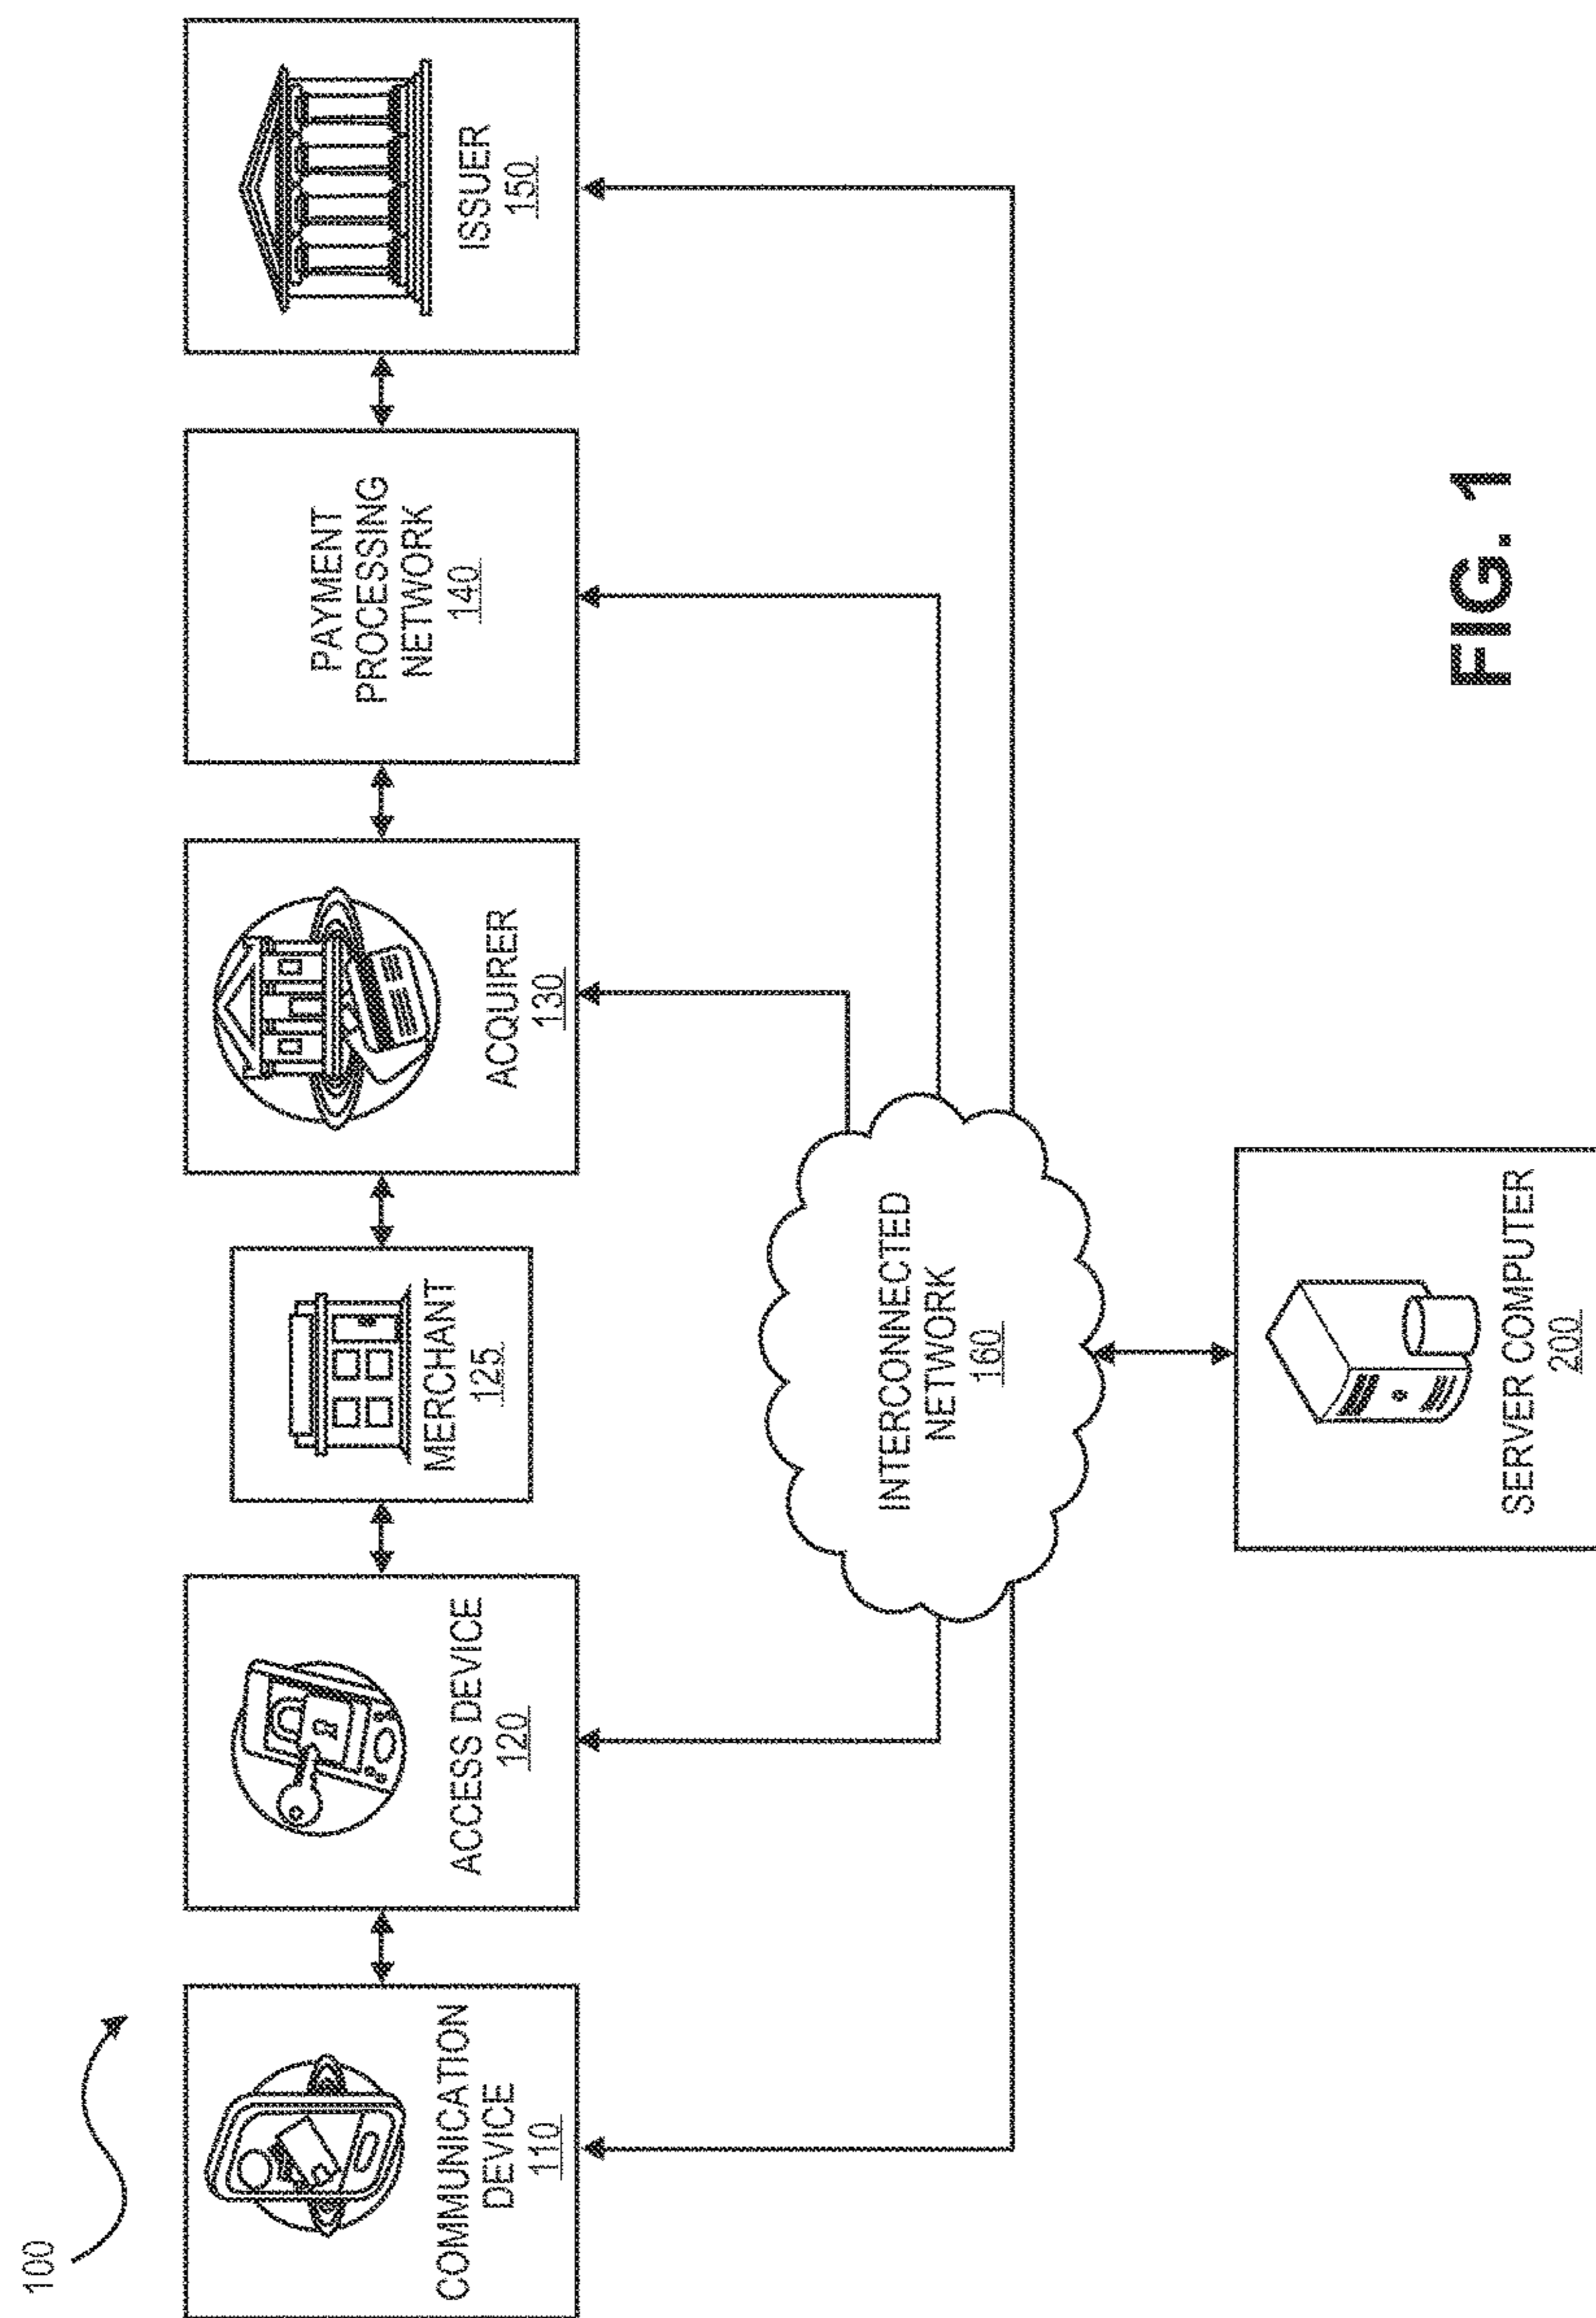 100
COMMUNICATION
DEVICE
110
ACCESS DEVICE
120
MERCHANT
125
ACQUIRER
130
PAYMENT
PROCESSING
NETWORK
140
ISSUER
150
INTERCONNECTED
NETWORK
160
SERVER COMPUTER
200
FIG. 1